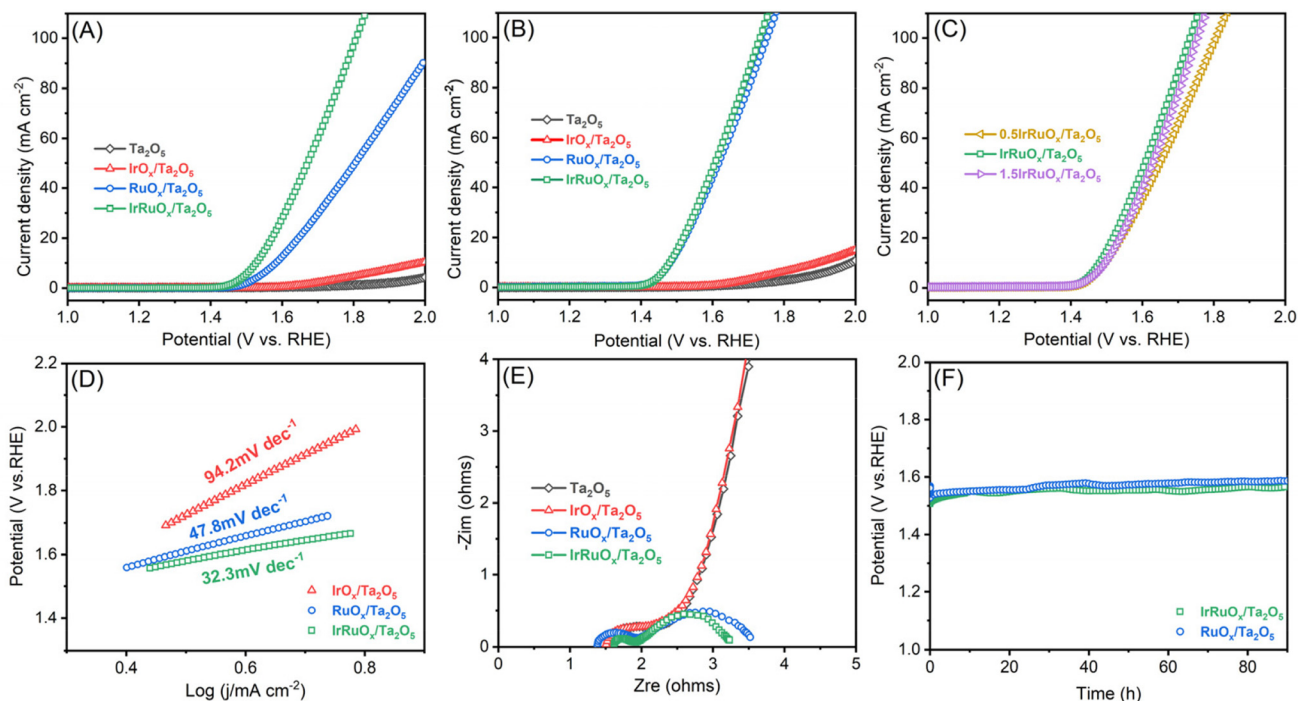 (A)
Current density (mA cm⁻²)
100
80
60
40
20
0
Ta₂O₅
IrOₓ/Ta₂O₅
RuOₓ/Ta₂O₅
IrRuOₓ/Ta₂O₅
1.0 1.2 1.4 1.6 1.8 2.0
Potential (V vs. RHE)
(B)
Current density (mA cm⁻²)
100
80
60
40
20
0
Ta₂O₅
IrOₓ/Ta₂O₅
RuOₓ/Ta₂O₅
IrRuOₓ/Ta₂O₅
1.0 1.2 1.4 1.6 1.8 2.0
Potential (V vs. RHE)
(C)
Current density (mA cm⁻²)
100
80
60
40
20
0
0.5IrRuOₓ/Ta₂O₅
IrRuOₓ/Ta₂O₅
1.5IrRuOₓ/Ta₂O₅
1.0 1.2 1.4 1.6 1.8 2.0
Potential (V vs. RHE)
(D)
Potential (V vs.RHE)
2.2
2.0
1.8
1.6
1.4
94.2mV dec⁻¹
47.8mV dec⁻¹
32.3mV dec⁻¹
IrOₓ/Ta₂O₅
RuOₓ/Ta₂O₅
IrRuOₓ/Ta₂O₅
0.4 0.6 0.8
Log (j/mA cm⁻²)
(E)
-Zim (ohms)
4
3
2
1
0
Ta₂O₅
IrOₓ/Ta₂O₅
RuOₓ/Ta₂O₅
IrRuOₓ/Ta₂O₅
0 1 2 3 4 5
Zre (ohms)
(F)
Potential (V vs.RHE)
2.0
1.8
1.6
1.4
1.2
1.0
IrRuOₓ/Ta₂O₅
RuOₓ/Ta₂O₅
0 20 40 60 80
Time (h)